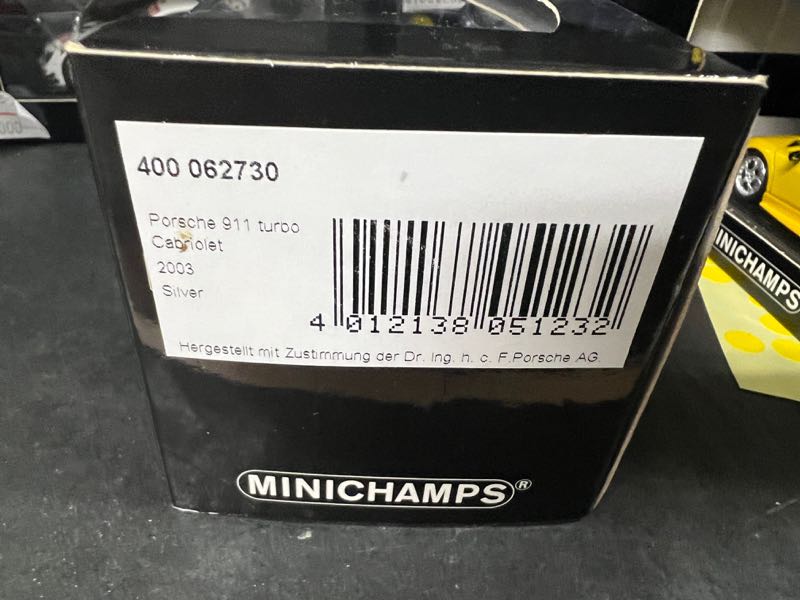 400 062730
Porsche 911 turbo
Cabriolet
2003
Silver
4 012138 051232
Hergestellt mit Zustimmung der Dr. Ing. h. c. F.Porsche AG.
MINICHAMPS®
INICHAMPS